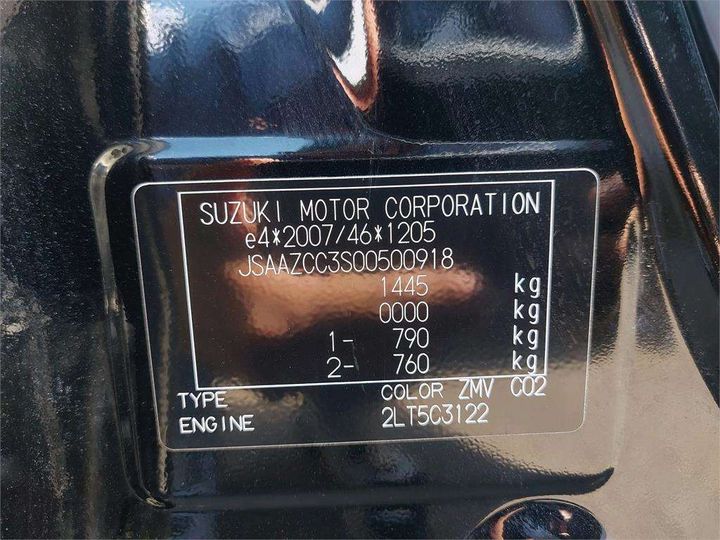 SUZUKI MOTOR CORPORATION
e4*2007/46*1205
JSAAZCC3S00500918
1445 kg
0000 kg
1- 790 kg
2- 760 kg
TYPE COLOR ZMV CO2
ENGINE 2LT5C3122